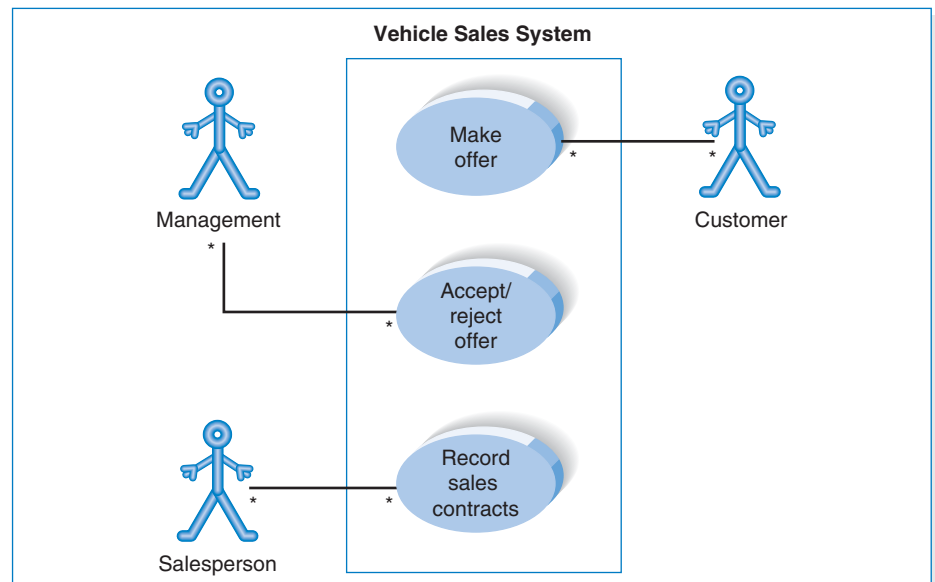 Vehicle Sales System
Make
offer
*
*
Management
Customer
*
Accept/
reject
offer
*
Record
sales
contracts
*
*
Salesperson